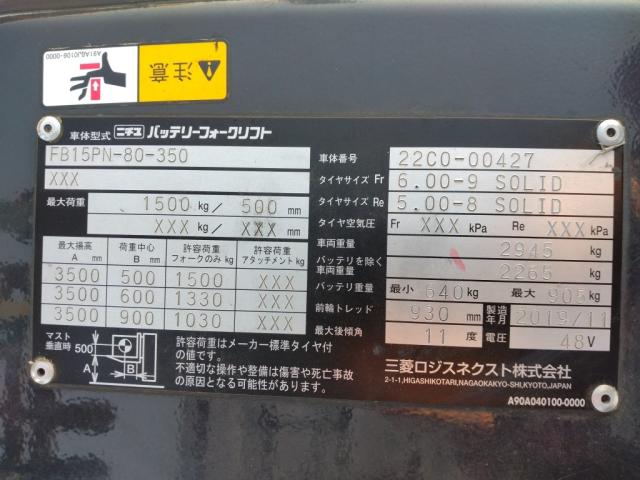 A91A6J0106-0000
注意
車体型式 ニチユ バッテリーフォークリフト
FB15PN-80-350
XXX
最大荷重 1500 kg / 500 mm
XXX kg / XXX mm
最大揚高 A mm 荷重中心 B mm 許容荷重 フォークのみ kg 許容荷重 アタッチメント kg
3500 500 1500 XXX
3500 600 1330 XXX
3500 900 1030 XXX
マスト垂直時 500 A B
許容荷重はメーカー標準タイヤ付
の値です。
不適切な操作や整備は傷害や死亡事故
の原因となる可能性があります。
車体番号 22C0-00427
タイヤサイズ Fr 6.00-9 SOLID
タイヤサイズ Re 5.00-8 SOLID
タイヤ空気圧 Fr XXX kPa Re XXX kPa
車両重量 2945 kg
バッテリを除く車両重量 2265 kg
バッテリ重量 最小 640 kg 最大 905 kg
前輪トレッド 930 mm 製造年月 2019/11
最大後傾角 11 度 電圧 48 V
三菱ロジスネクスト株式会社
2-1-1,HIGASHIKOTARI,NAGAOKAKYO-SHI,KYOTO,JAPAN
A90A040100-0000